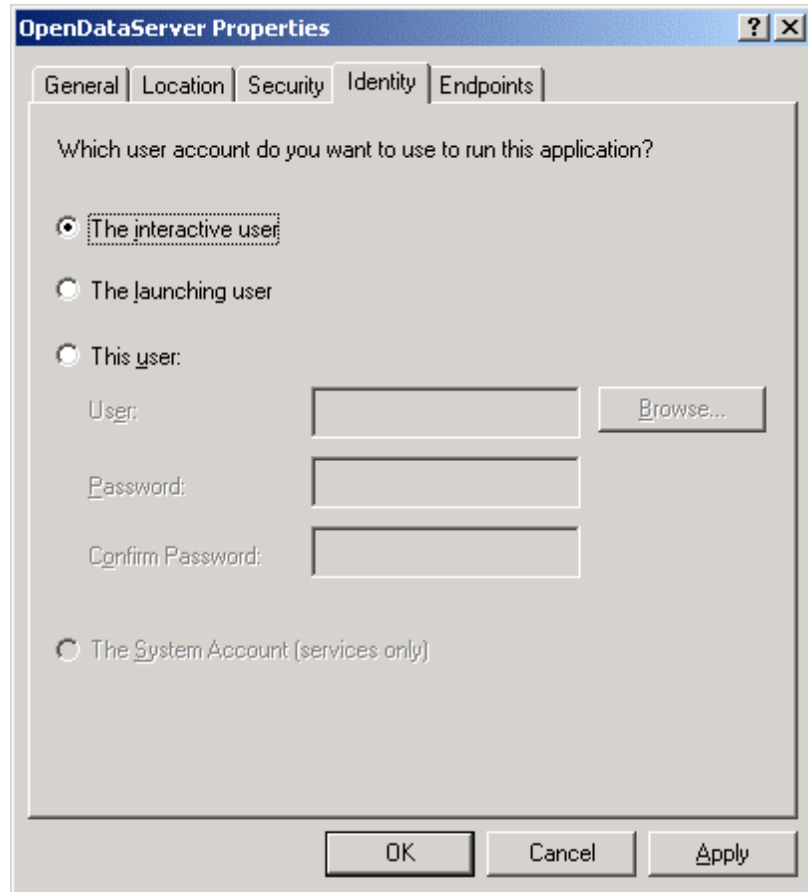 OpenDataServer Properties
General Location Security Identity Endpoints
Which user account do you want to use to run this application?
The interactive user
The launching user
This user:
User:
Browse...
Password:
Confirm Password:
The System Account (services only)
OK Cancel Apply